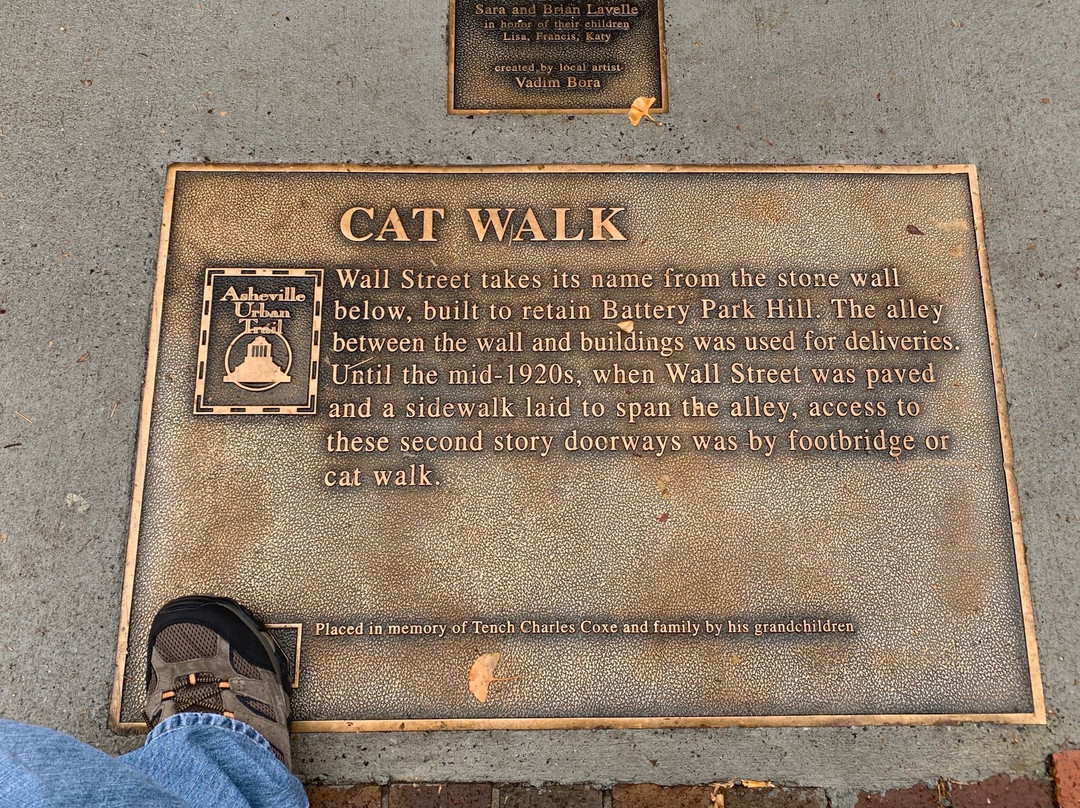 Sara and Brian Lavelle
in honor of their children
Lisa, Francis, Katy
created by local artist
Vadim Bora
CAT WALK
Asheville
Urban
Trail
Wall Street takes its name from the stone wall
below, built to retain Battery Park Hill. The alley
between the wall and buildings was used for deliveries.
Until the mid-1920s, when Wall Street was paved
and a sidewalk laid to span the alley, access to
these second story doorways was by footbridge or
cat walk.
Placed in memory of Tench Charles Coxe and family by his grandchildren